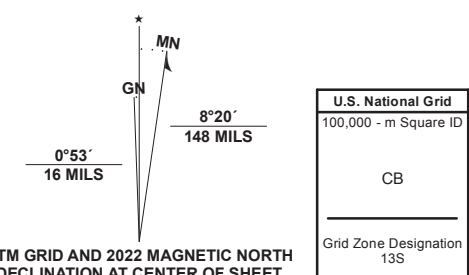 ★
MN
GN
8°20´
148 MILS
0°53´
16 MILS
TM GRID AND 2022 MAGNETIC NORTH
DECLINATION AT CENTER OF SHEET
U.S. National Grid
100,000 - m Square ID
CB
Grid Zone Designation
13S